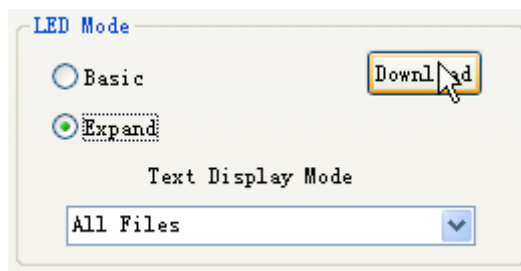 LED Mode
Basic
Download
Expand
Text Display Mode
All Files